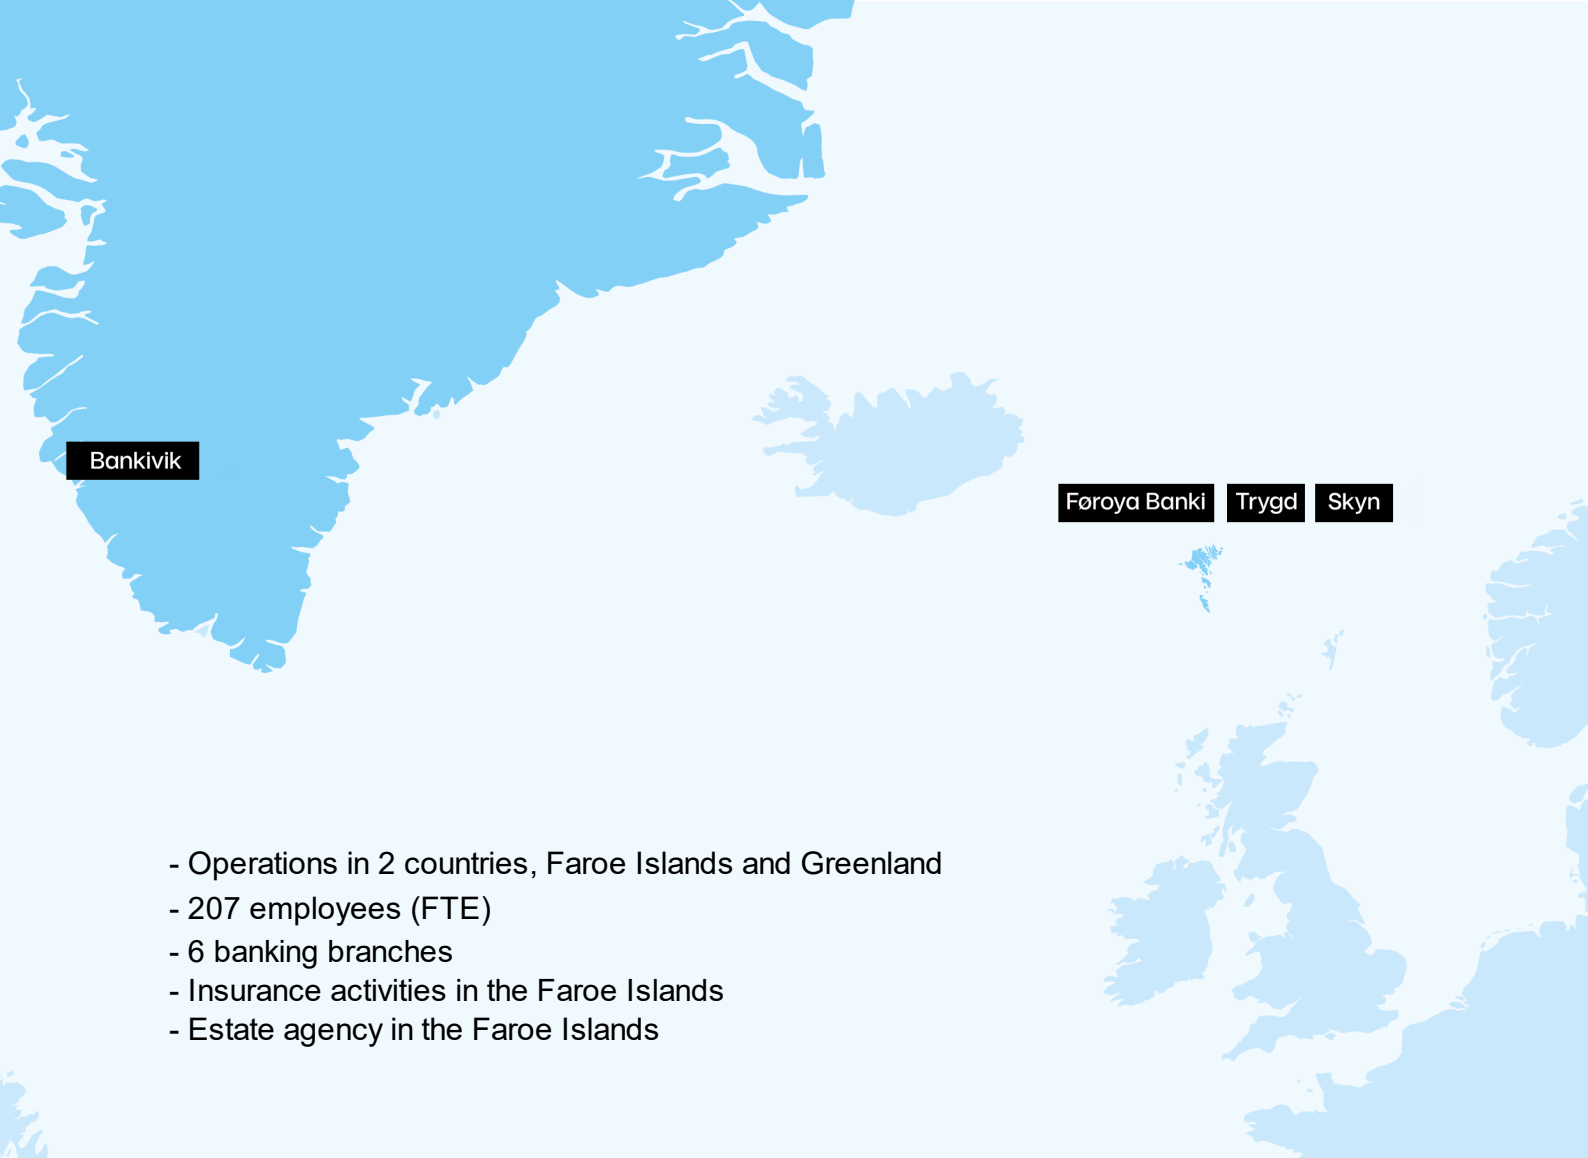 Bankivik
Føroya Banki Trygd Skyn
- Operations in 2 countries, Faroe Islands and Greenland
- 207 employees (FTE)
- 6 banking branches
- Insurance activities in the Faroe Islands
- Estate agency in the Faroe Islands